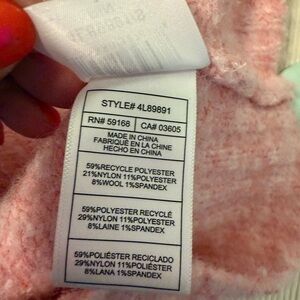 STYLE# 4L89891
RN# 59168 CA# 03605
MADE IN CHINA
FABRIQUÉ EN LA CHINE
HECHO EN CHINA
59%RECYCLE POLYESTER
21%NYLON 11%POLYESTER
8%WOOL 1%SPANDEX
59%POLYESTER RECYCLÉ
29%NYLON 11%POLYESTER
8%LAINE 1%SPANDEX
59%POLIÉSTER RECICLADO
29%NYLON 11%POLIÉSTER
8%LANA 1%SPANDEX